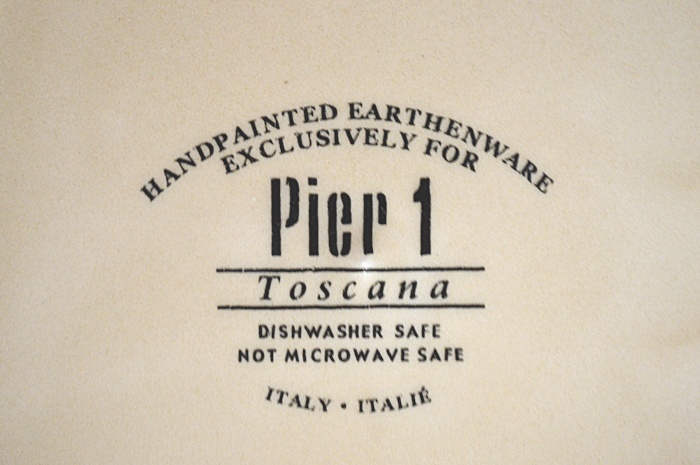 HANDPAINTED EARTHENWARE
EXCLUSIVELY FOR
Pier 1
Toscana
DISHWASHER SAFE
NOT MICROWAVE SAFE
ITALY • ITALIÉ